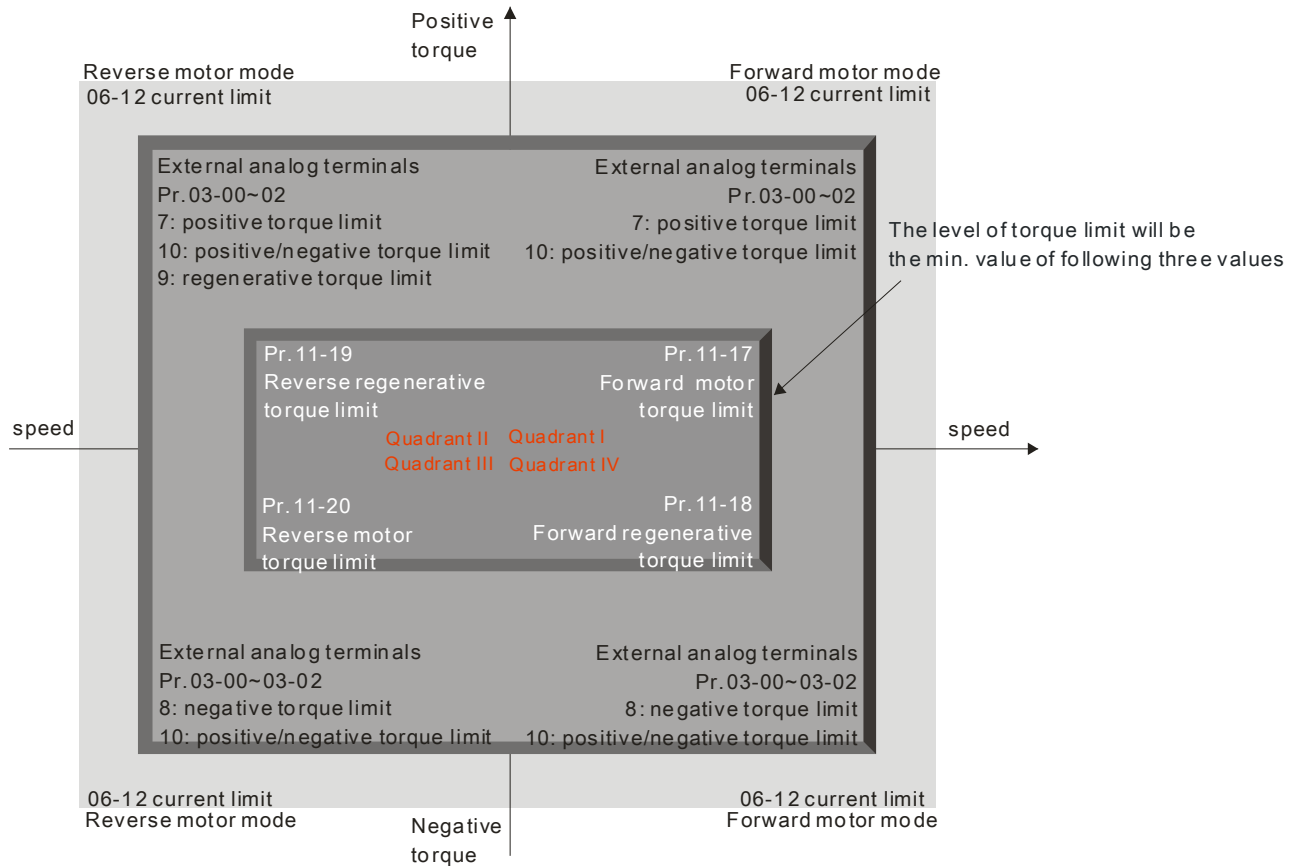 Positive
torque
Reverse motor mode
06-12 current limit
Forward motor mode
06-12 current limit
External analog terminals
Pr.03-00~02
7: positive torque limit
10: positive/negative torque limit
9: regenerative torque limit
External analog terminals
Pr.03-00~02
7: positive torque limit
10: positive/negative torque limit
The level of torque limit will be
the min. value of following three values
Pr.11-19
Reverse regenerative
torque limit
Pr.11-17
Forward motor
torque limit
speed
Quadrant II
Quadrant I
speed
Quadrant III
Quadrant IV
Pr.11-20
Reverse motor
torque limit
Pr.11-18
Forward regenerative
torque limit
External analog terminals
Pr.03-00~03-02
8: negative torque limit
10: positive/negative torque limit
External analog terminals
Pr.03-00~03-02
8: negative torque limit
10: positive/negative torque limit
06-12 current limit
Reverse motor mode
06-12 current limit
Forward motor mode
Negative
torque